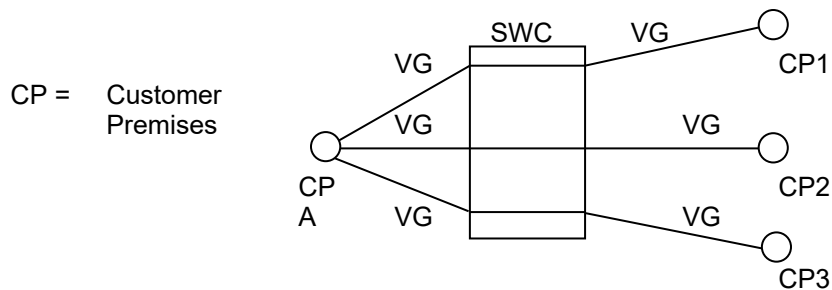 SWC
VG VG
CP1
CP = Customer
Premises
VG VG
CP
A
CP2
VG VG
CP3